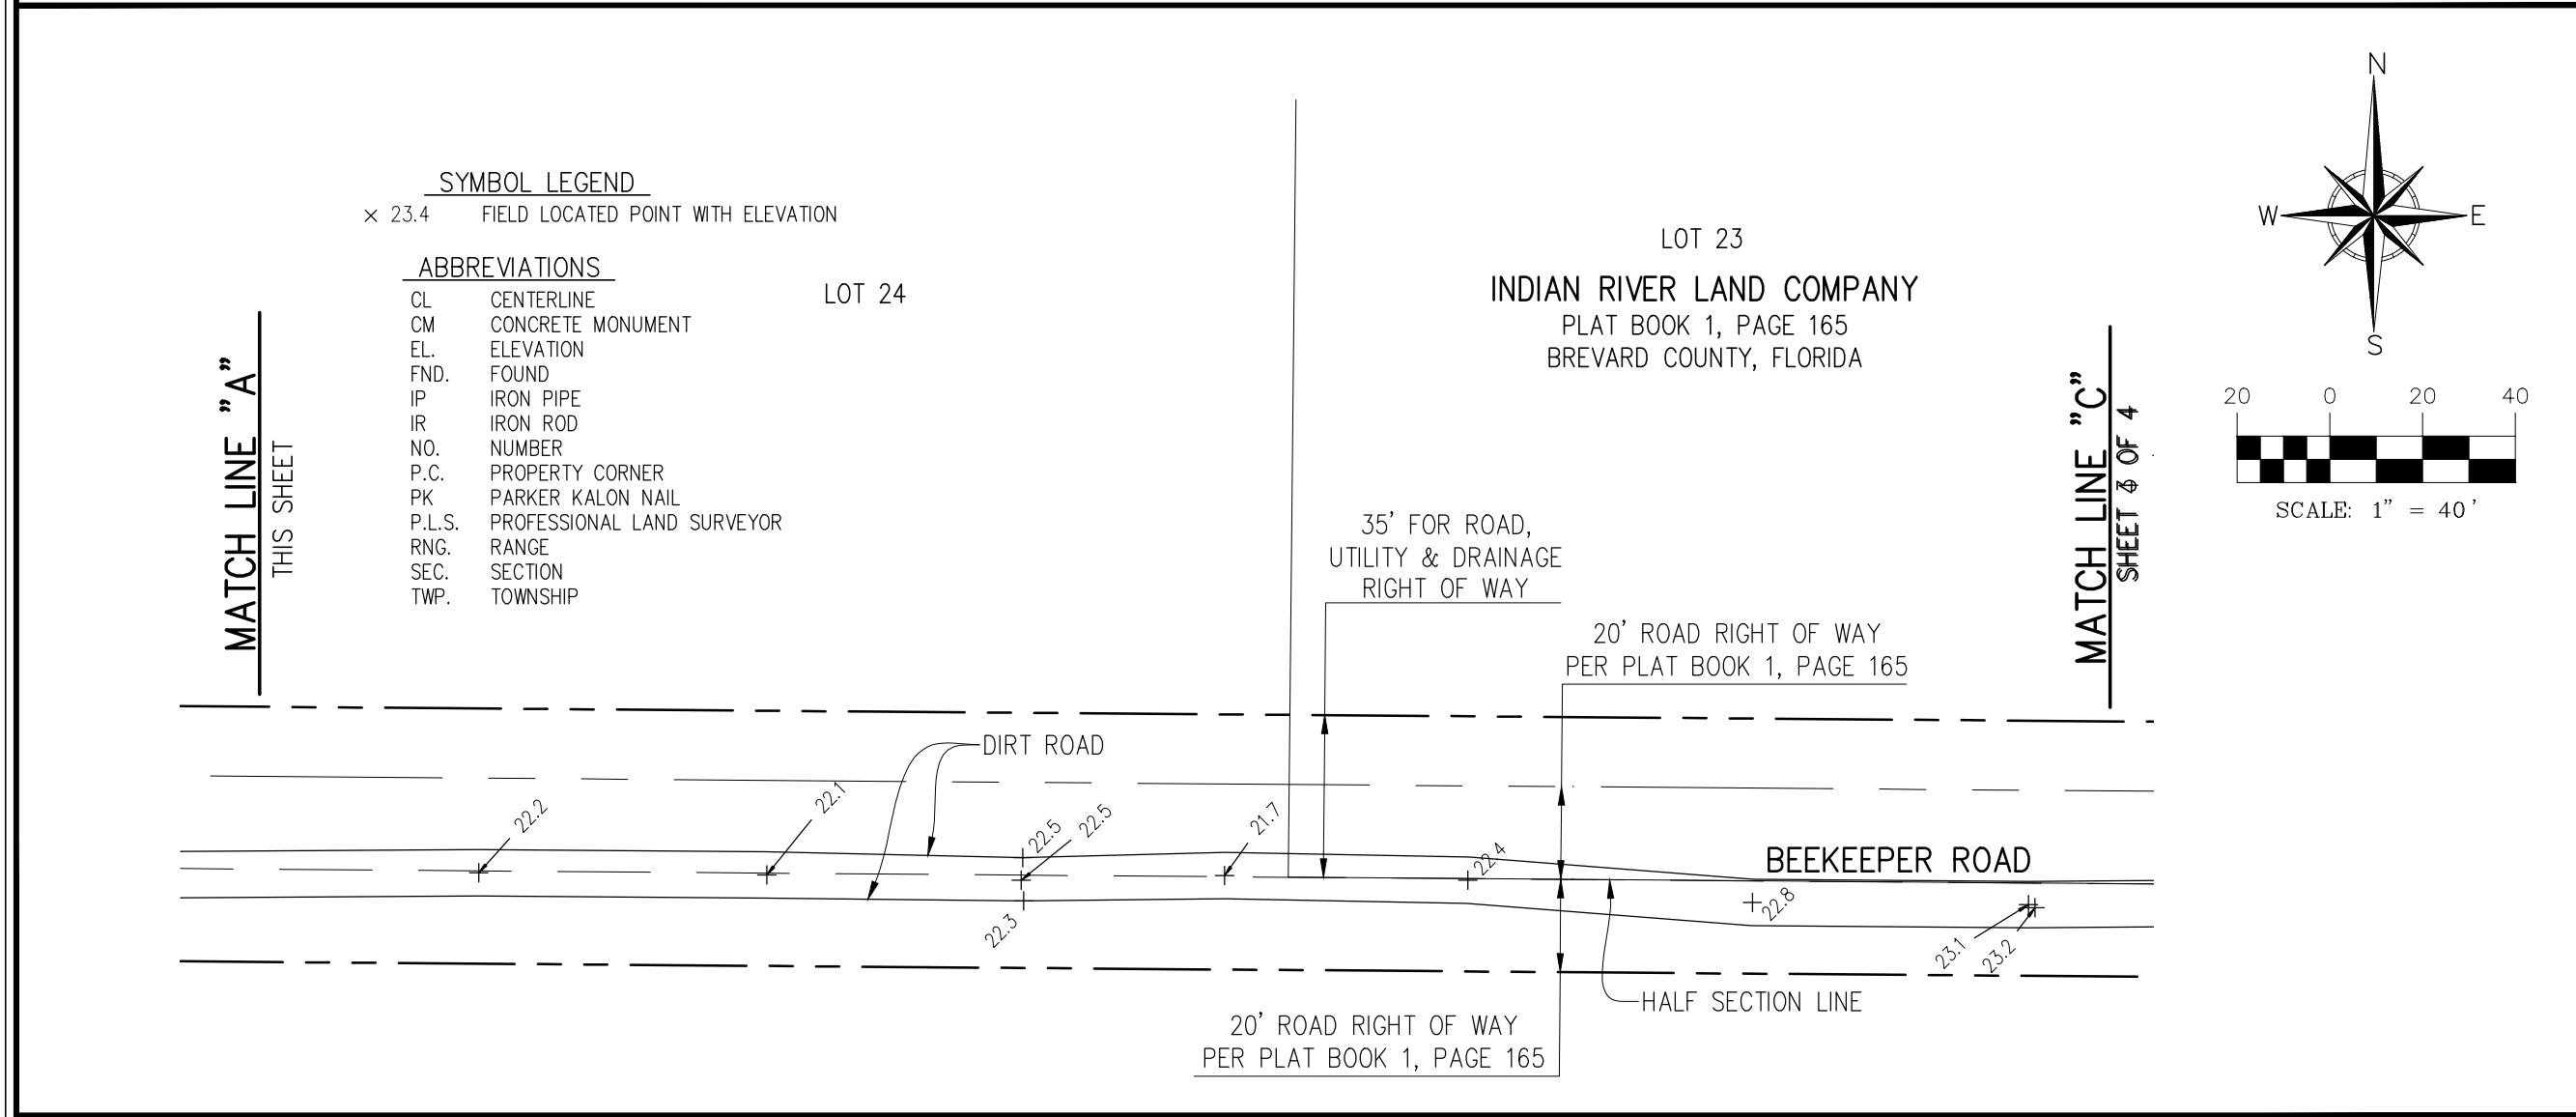 SYMBOL LEGEND
× 23.4 FIELD LOCATED POINT WITH ELEVATION
ABBREVIATIONS
CL CENTERLINE
CM CONCRETE MONUMENT
EL. ELEVATION
FND. FOUND
IP IRON PIPE
IR IRON ROD
NO. NUMBER
P.C. PROPERTY CORNER
PK PARKER KALON NAIL
P.L.S. PROFESSIONAL LAND SURVEYOR
RNG. RANGE
SEC. SECTION
TWP. TOWNSHIP
LOT 24
MATCH LINE "A"
THIS SHEET
LOT 23
INDIAN RIVER LAND COMPANY
PLAT BOOK 1, PAGE 165
BREVARD COUNTY, FLORIDA
MATCH LINE "C"
SHEET OF 4
N
W E
S
20 0 20 40
SCALE: 1" = 40'
35' FOR ROAD,
UTILITY & DRAINAGE
RIGHT OF WAY
20' ROAD RIGHT OF WAY
PER PLAT BOOK 1, PAGE 165
DIRT ROAD
22.2
22.1
22.5
22.5
21.7
22.4
BEEKEEPER ROAD
22.8
22.3
23.1
23.2
HALF SECTION LINE
20' ROAD RIGHT OF WAY
PER PLAT BOOK 1, PAGE 165